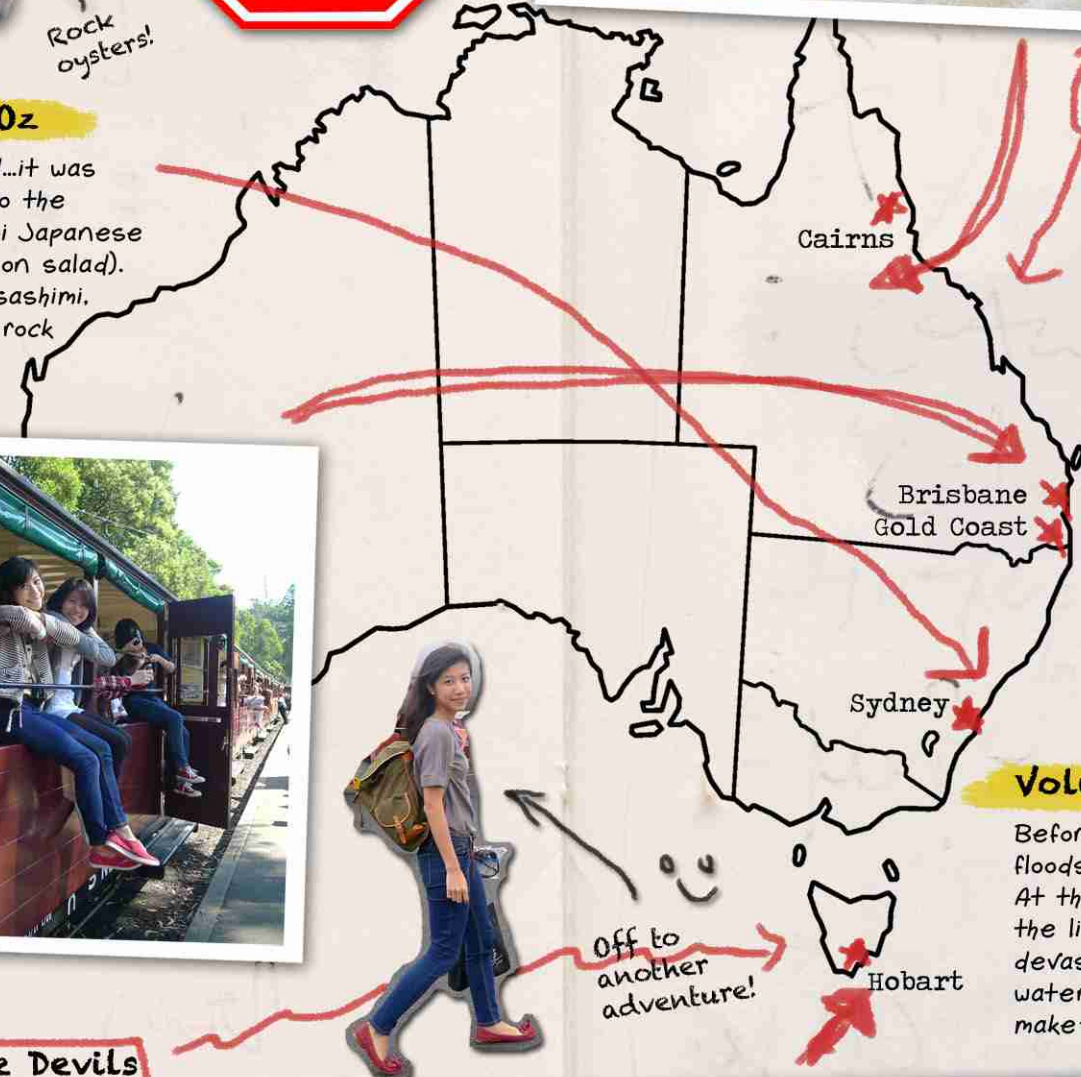 Rock
oysters!
Oz
!...it was
o the
i Japanese
on salad).
sashimi,
rock
Cairns
Brisbane
Gold Coast
Sydney
Hobart
Off to
another
adventure!
Befor
floods
At th
the li
devas
water
make
Devils